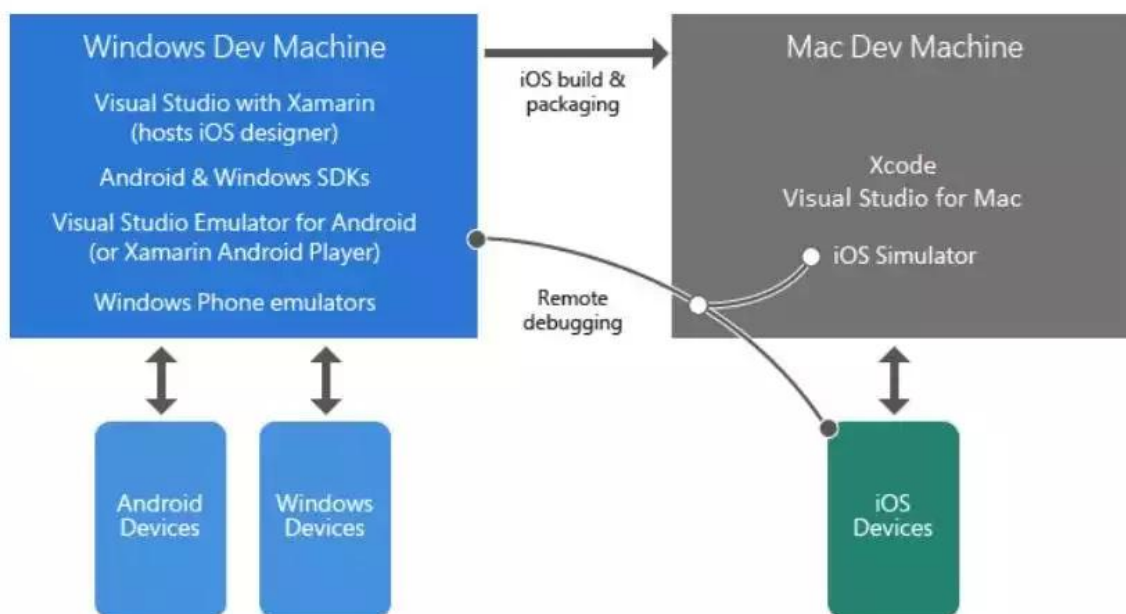 Windows Dev Machine
Visual Studio with Xamarin
(hosts iOS designer)
Android & Windows SDKs
Visual Studio Emulator for Android
(or Xamarin Android Player)
Windows Phone emulators
iOS build &
packaging
Mac Dev Machine
Xcode
Visual Studio for Mac
iOS Simulator
Remote
debugging
Android
Devices
Windows
Devices
iOS
Devices